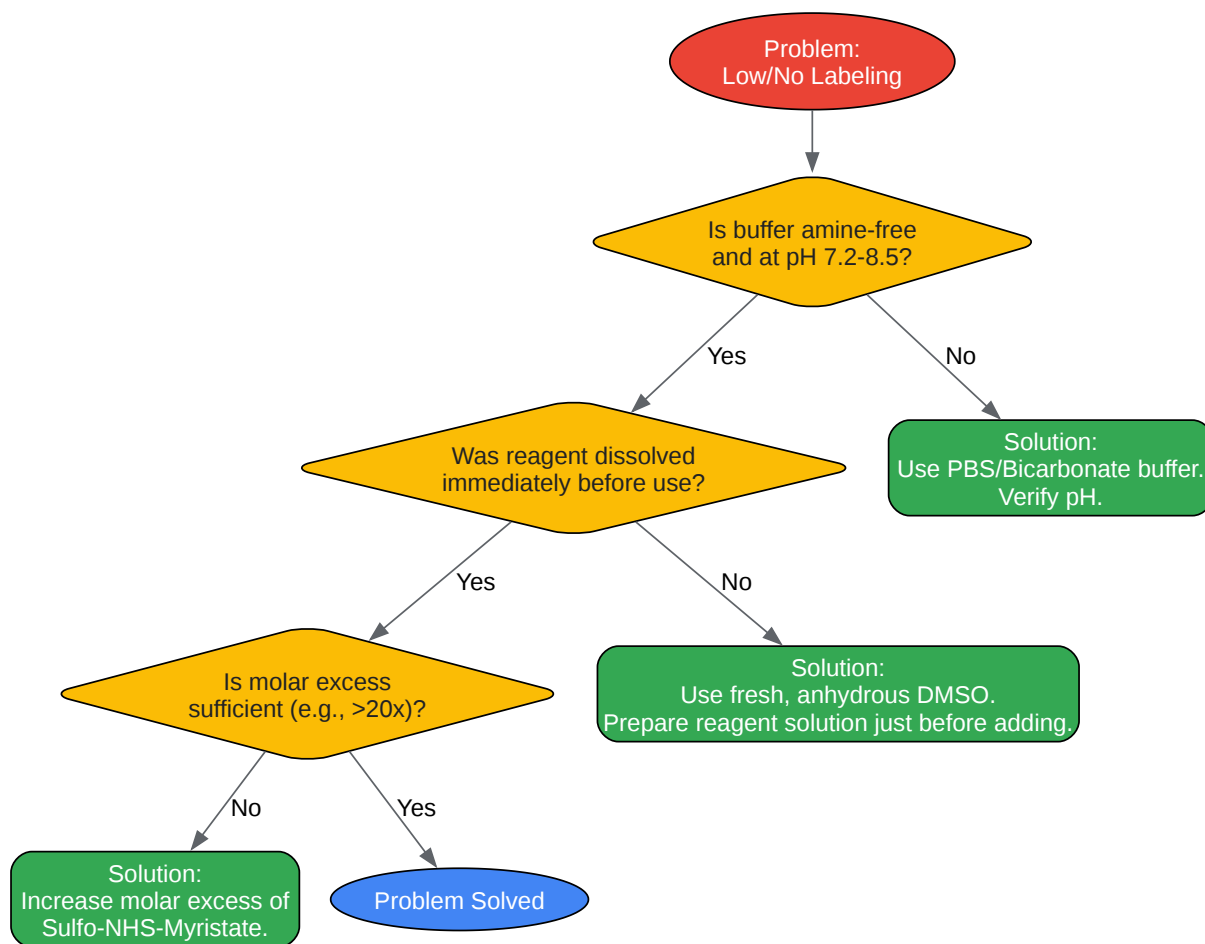 Problem:
Low/No Labeling
Is buffer amine-free
and at pH 7.2-8.5?
Yes
No
Was reagent dissolved
immediately before use?
Solution:
Use PBS/Bicarbonate buffer.
Verify pH.
Yes
No
Is molar excess
sufficient (e.g., >20x)?
Solution:
Use fresh, anhydrous DMSO.
Prepare reagent solution just before adding.
No
Yes
Solution:
Increase molar excess of
Sulfo-NHS-Myristate.
Problem Solved